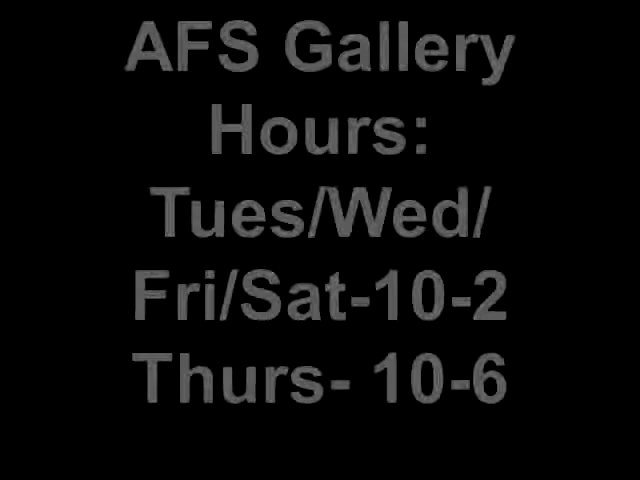 AFS Gallery
Hours:
Tues/Wed/
Fri/Sat-10-2
Thurs- 10-6